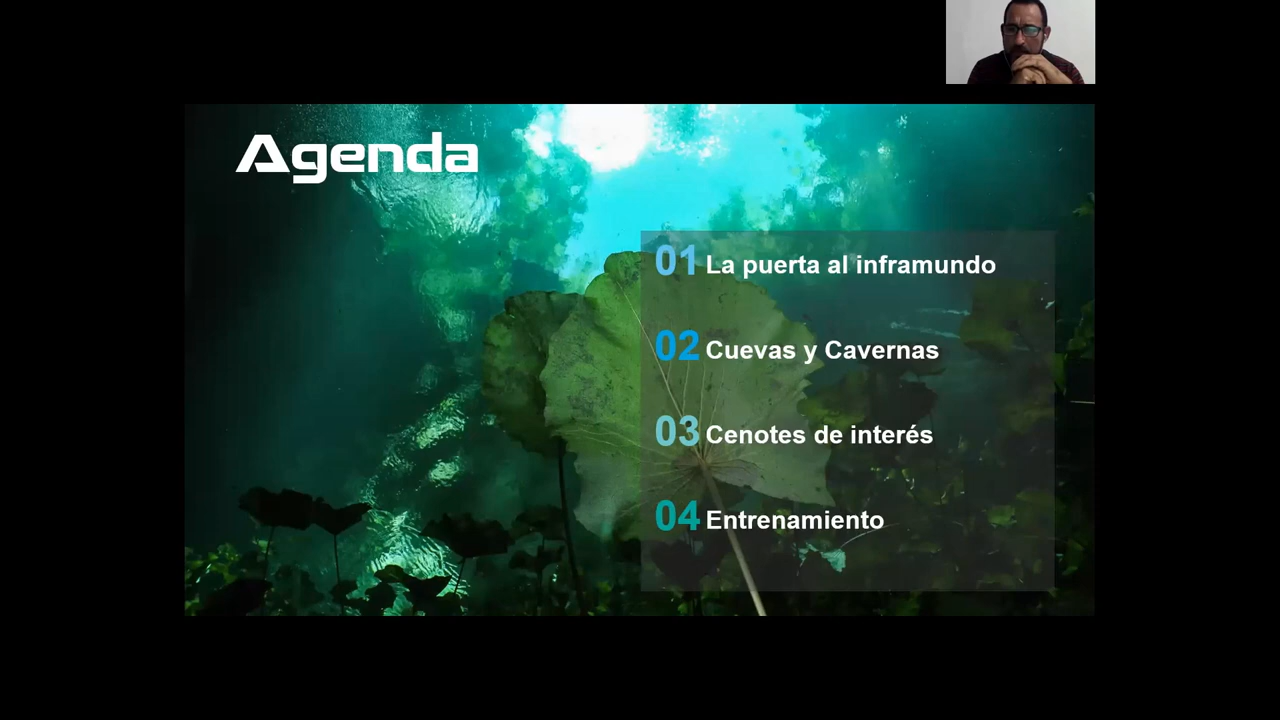 Agenda
01 La puerta al inframundo
02 Cuevas y Cavernas
03 Cenotes de interés
04 Entrenamiento